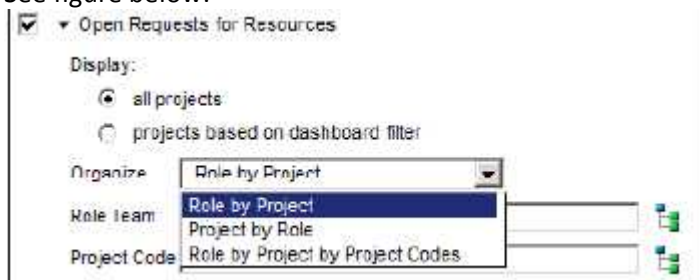 See figure below:
Open Requests for Resources
Display:
all projects
projects based on dashboard filter
Organize Role by Project
Role Team Role by Project
Project by Role
Project Code Role by Project by Project Codes